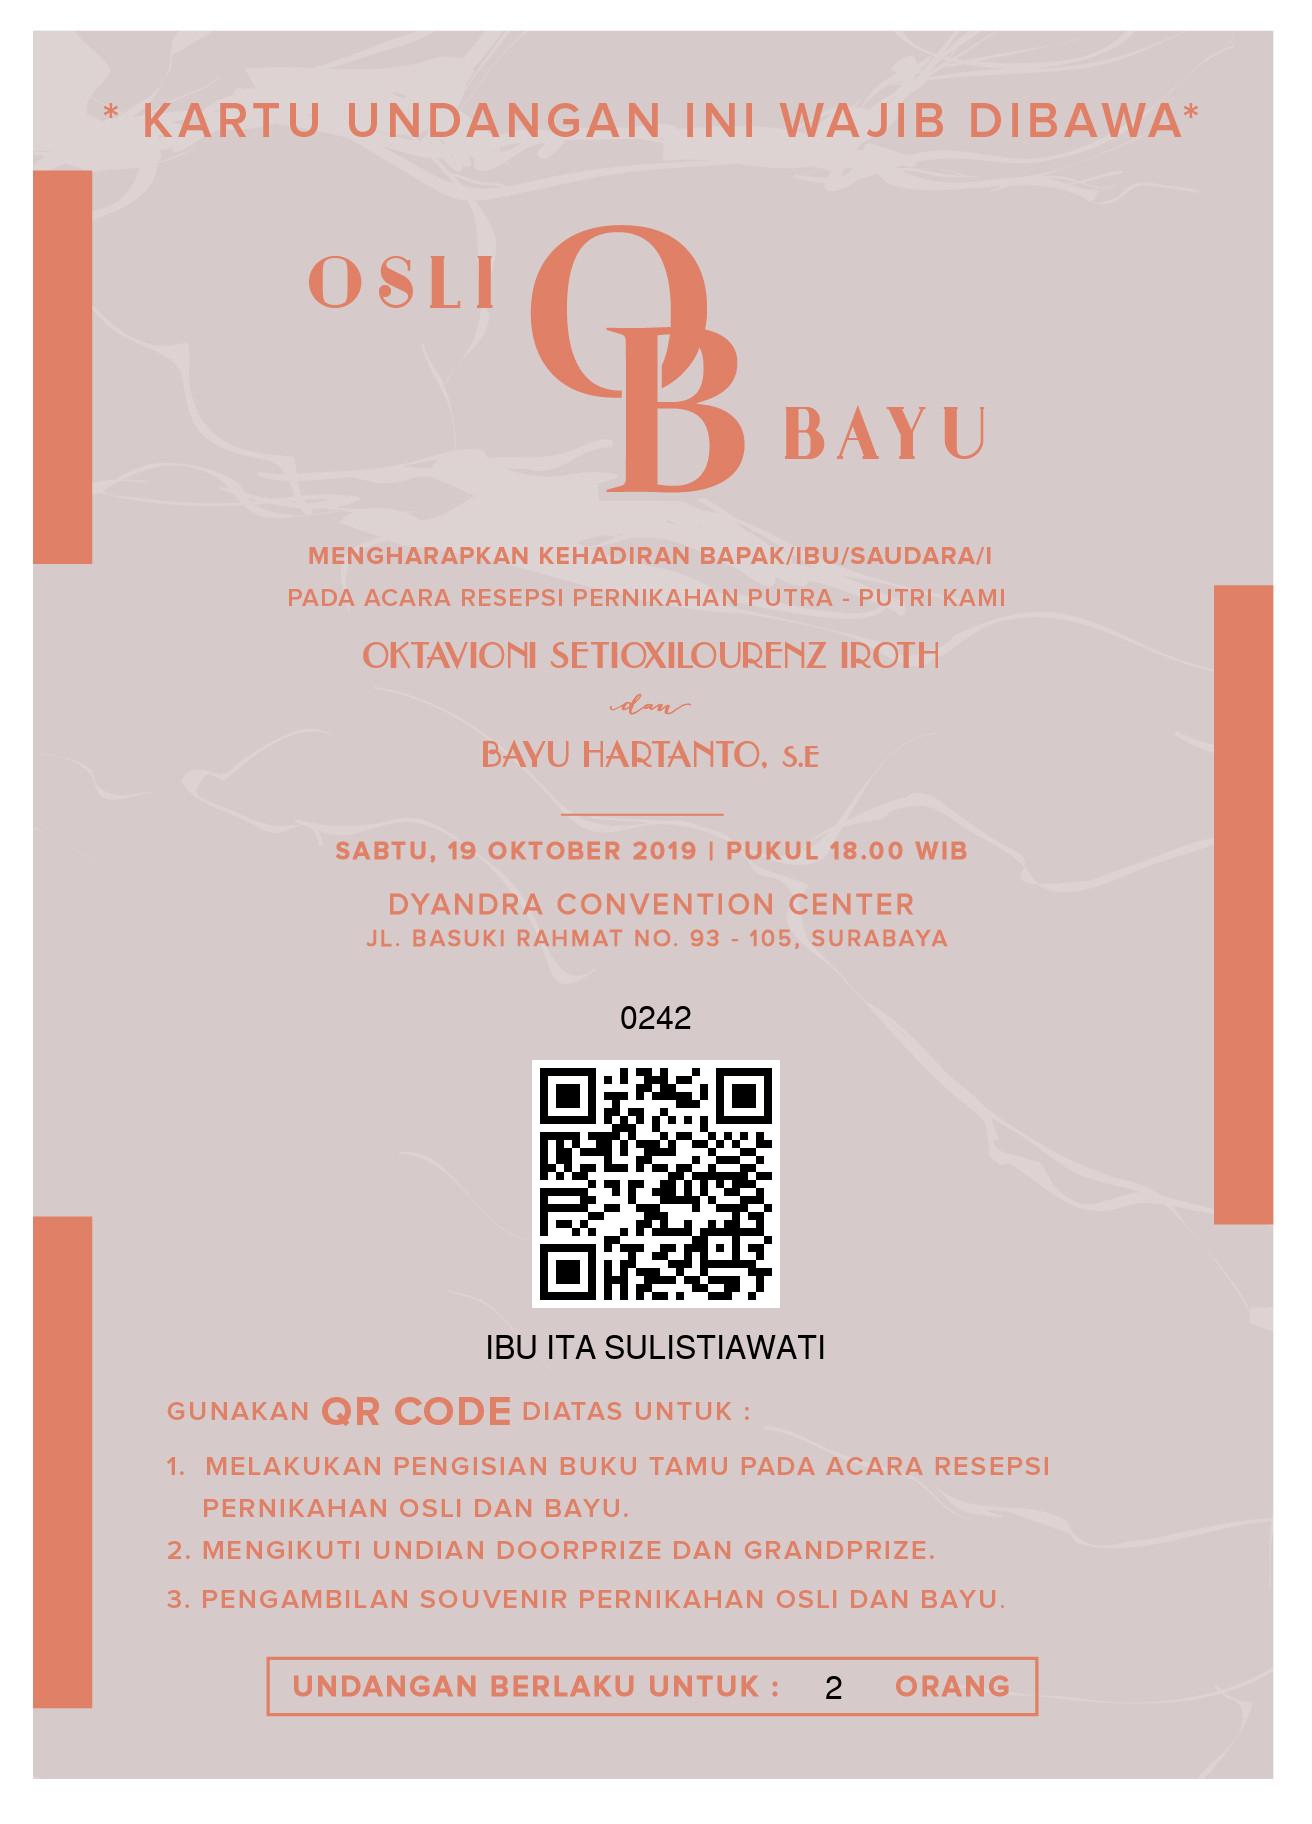 * KARTU UNDANGAN INI WAJIB DIBAWA*
OSLI
OB
BAYU
MENGHARAPKAN KEHADIRAN BAPAK/IBU/SAUDARA/I
PADA ACARA RESEPSI PERNIKAHAN PUTRA - PUTRI KAMI
OKTAVIONI SETIOXILOURENZ IROTH
dan
BAYU HARTANTO, S.E
SABTU, 19 OKTOBER 2019 | PUKUL 18.00 WIB
DYANDRA CONVENTION CENTER
JL. BASUKI RAHMAT NO. 93 - 105, SURABAYA
0242
IBU ITA SULISTIAWATI
GUNAKAN QR CODE DIATAS UNTUK :
1. MELAKUKAN PENGISIAN BUKU TAMU PADA ACARA RESEPSI
PERNIKAHAN OSLI DAN BAYU.
2. MENGIKUTI UNDIAN DOORPRIZE DAN GRANDPRIZE.
3. PENGAMBILAN SOUVENIR PERNIKAHAN OSLI DAN BAYU.
UNDANGAN BERLAKU UNTUK : 2 ORANG